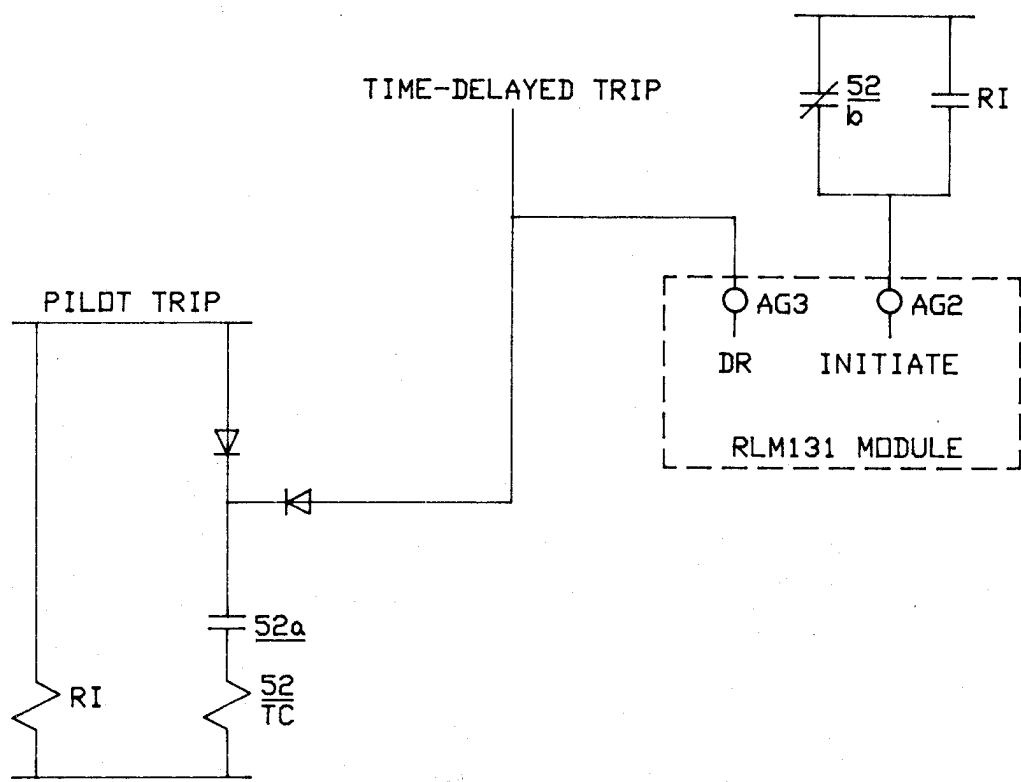 TIME-DELAYED TRIP
52
b
RI
PILOT TRIP
AG3
AG2
DR
INITIATE
RLM131 MODULE
52a
RI
52
TC